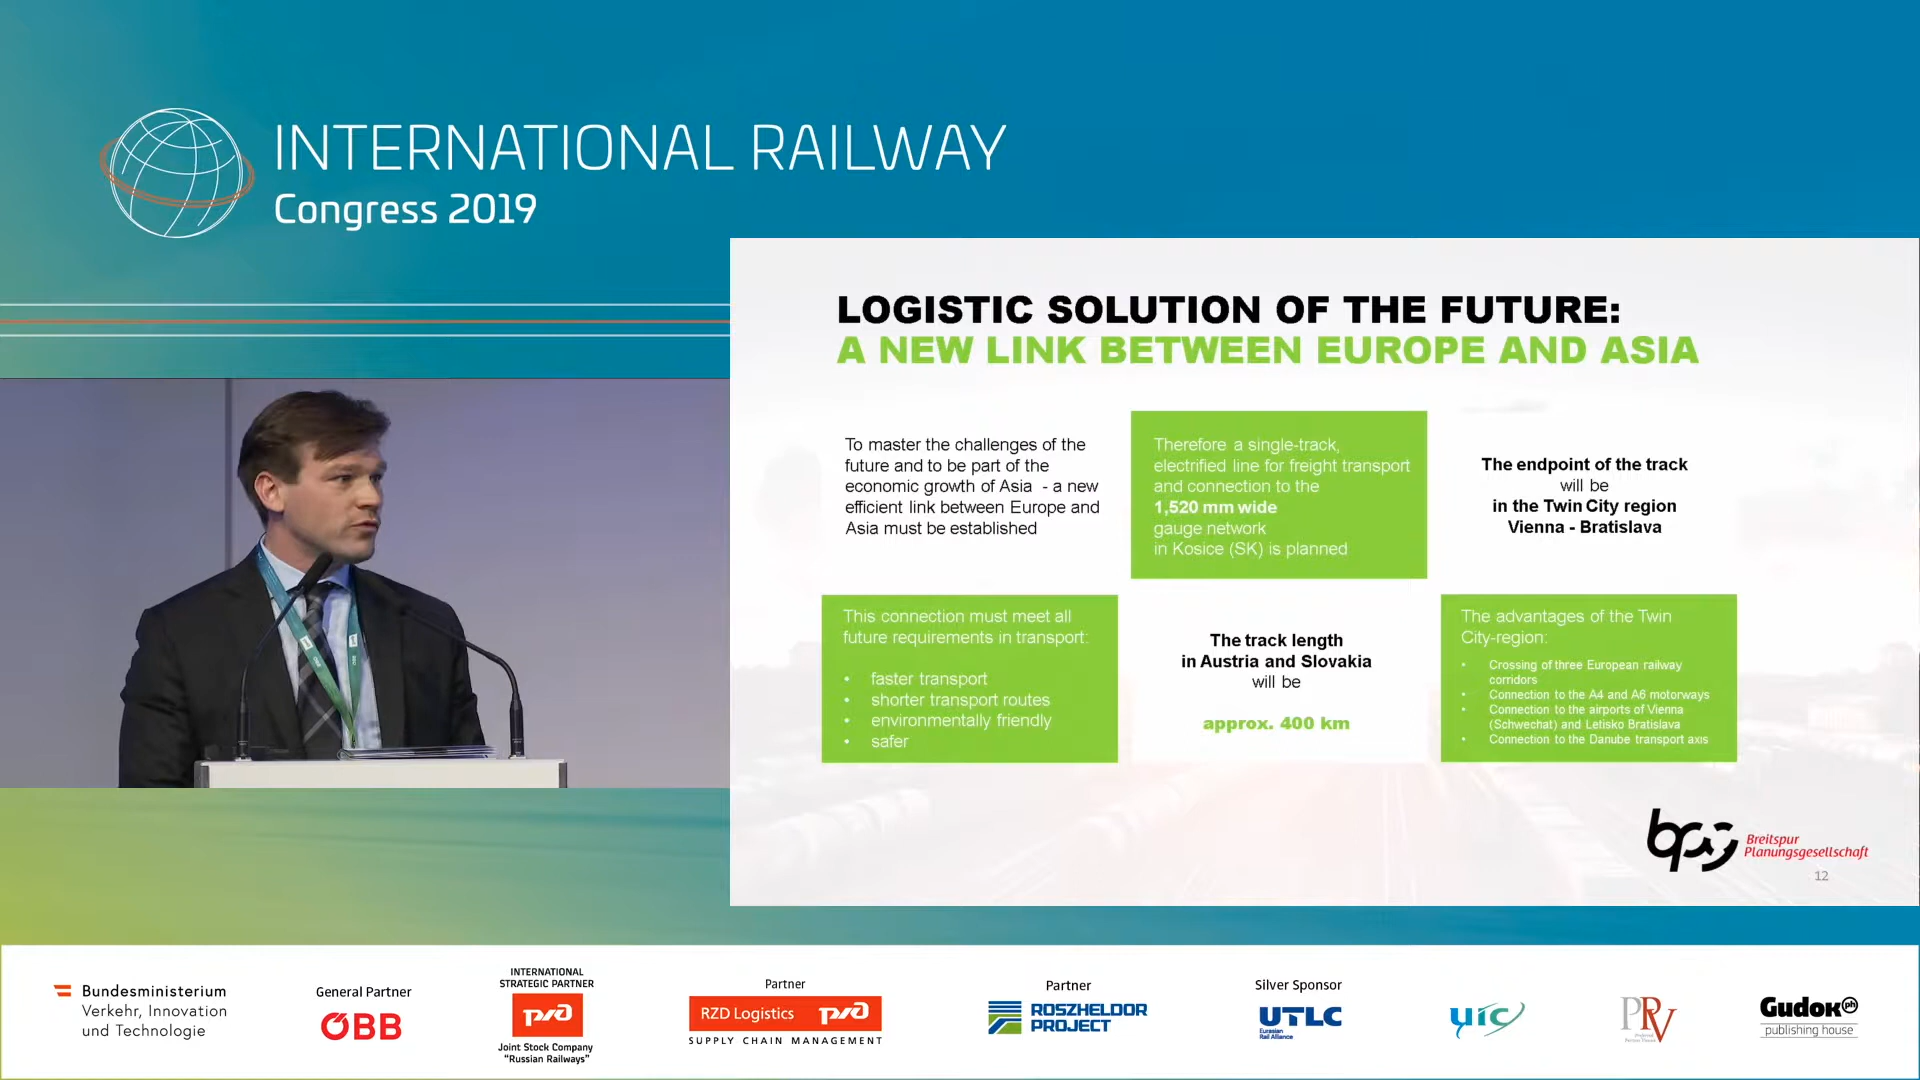 INTERNATIONAL RAILWAY
Congress 2019
LOGISTIC SOLUTION OF THE FUTURE:
A NEW LINK BETWEEN EUROPE AND ASIA
To master the challenges of the
future and to be part of the
economic growth of Asia - a new
efficient link between Europe and
Asia must be established
Therefore a single-track,
electrified line for freight transport
and connection to the
1,520 mm wide
gauge network
in Kosice (SK) is planned
The endpoint of the track
will be
in the Twin City region
Vienna - Bratislava
This connection must meet all
future requirements in transport:
• faster transport
• shorter transport routes
• environmentally friendly
• safer
The track length
in Austria and Slovakia
will be
approx. 400 km
The advantages of the Twin
City-region:
• Crossing of three European railway
corridors
• Connection to the A4 and A6 motorways
• Connection to the airports of Vienna
(Schwechat) and Letisko Bratislava
• Connection to the Danube transport axis
bpg
Breitspur
Planungsgesellschaft
12
Bundesministerium
Verkehr, Innovation
und Technologie
General Partner
ÖBB
INTERNATIONAL
STRATEGIC PARTNER
pжд
Joint Stock Company
"Russian Railways"
Partner
RZD Logistics pжд
SUPPLY CHAIN MANAGEMENT
Partner
ROSZHELDOR
PROJECT
Silver Sponsor
UTLC
Eurasian
Rail Alliance
uic
PRV
Gudok ph
publishing house